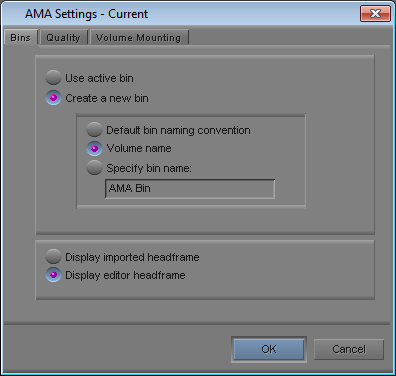 AMA Settings - Current
Bins Quality Volume Mounting
Use active bin
Create a new bin
Default bin naming convention
Volume name
Specify bin name:
AMA Bin
Display imported headframe
Display editor headframe
OK Cancel